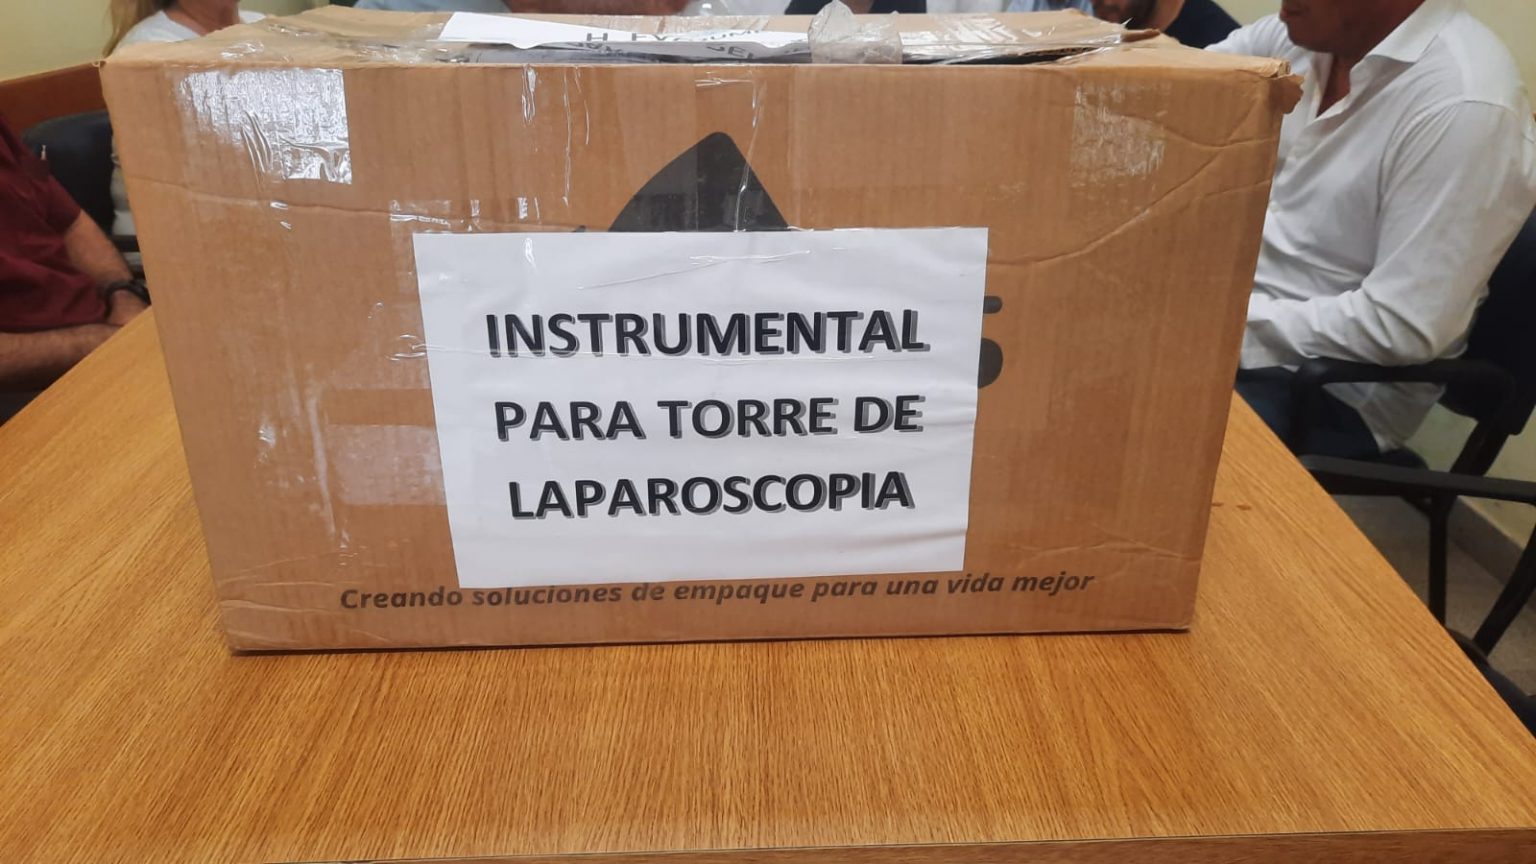 INSTRUMENTAL
PARA TORRE DE
LAPAROSCOPIA
Creando soluciones de empaque para una vida mejor